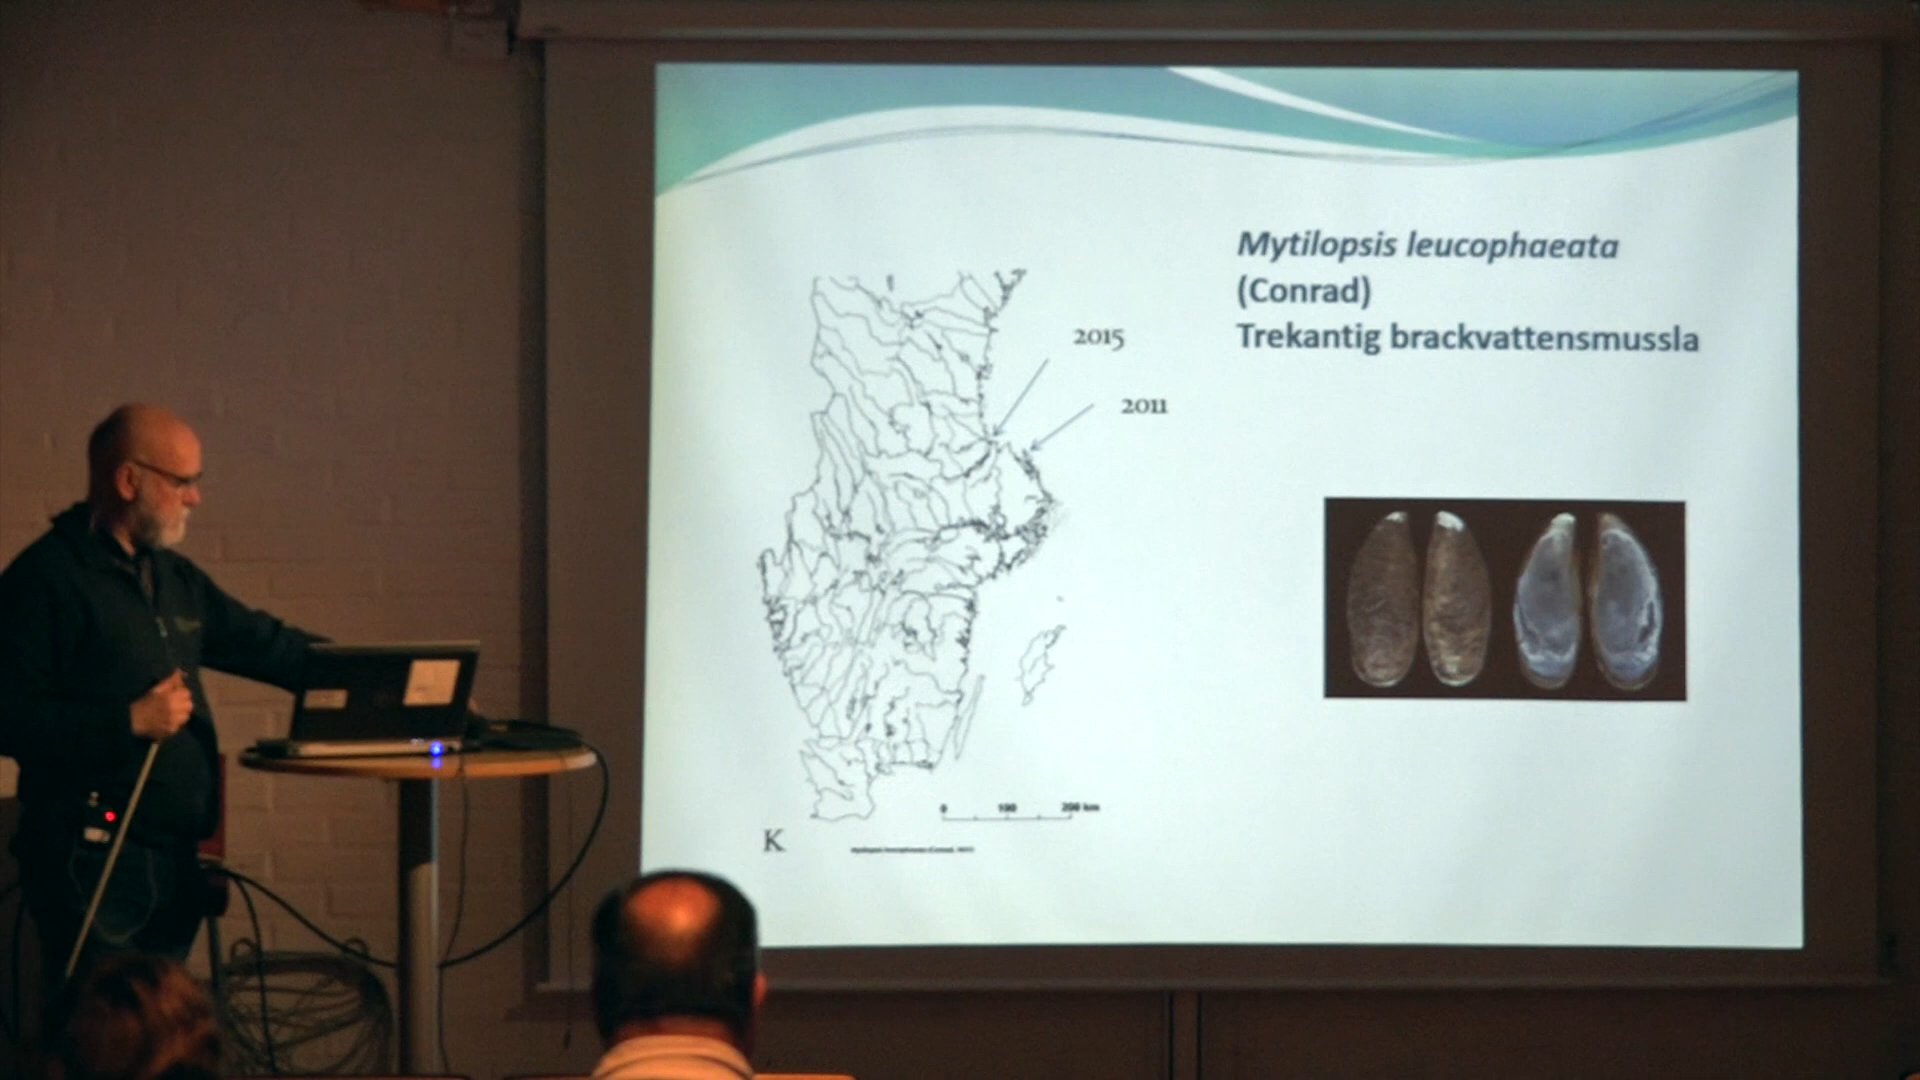 Mytilopsis leucophaeata
(Conrad)
Trekantig brackvattensmussla
2015
2011
0 100 200 km
K